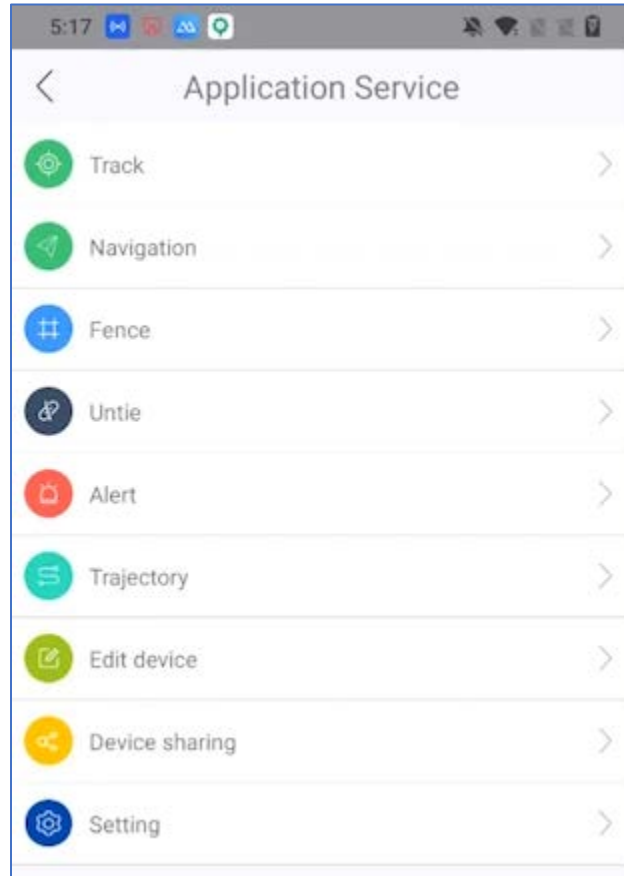 5:17
Application Service
Track
Navigation
Fence
Untie
Alert
Trajectory
Edit device
Device sharing
Setting